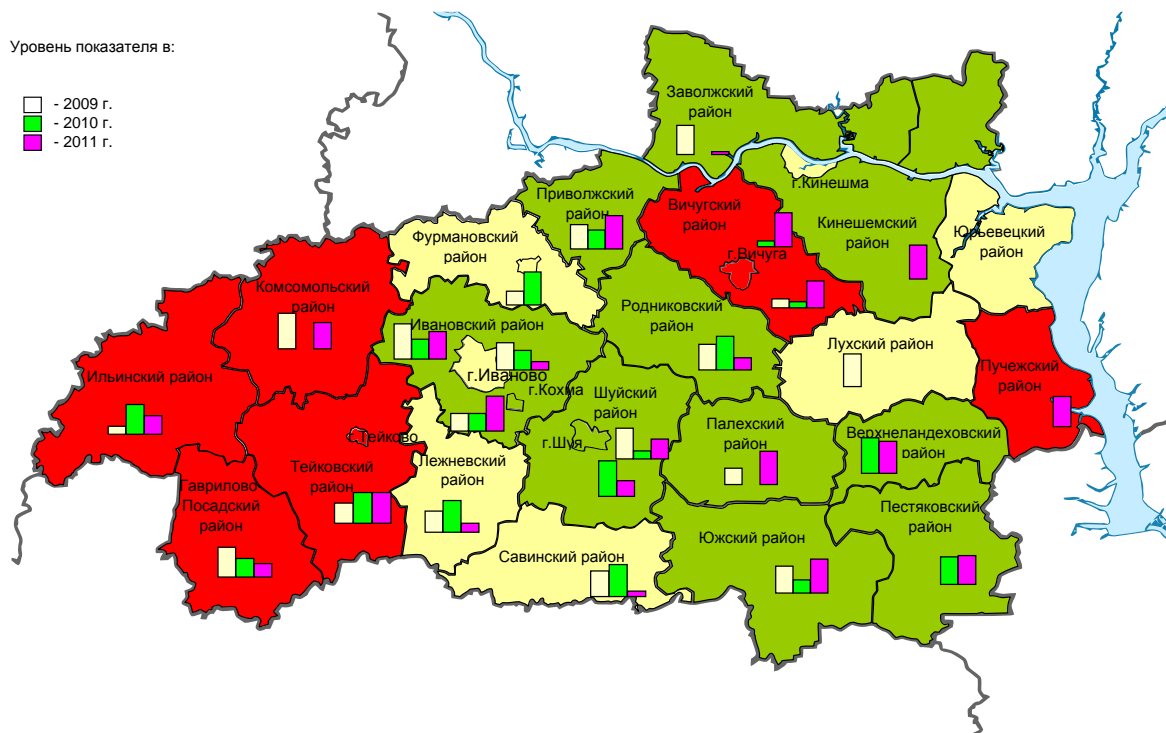 Уровень показателя в:
- 2009 г.
- 2010 г.
- 2011 г.
Заволжский
район
г.Кинешма
Приволжский
район
Вичугский
район
Кинешемский
район
Юрьевецкий
район
Фурмановский
район
г.Вичуга
Комсомольский
район
Родниковский
район
Ивановский район
Лухский район
Пучежский
район
Ильинский район
г.Иваново
г.Кохма
Шуйский
район
г.Тейково
г.Шуя
Палехский
район
Верхнеландеховский
район
Тейковский
район
Лежневский
район
Гаврилово-
Посадский
район
Пестяковский
район
Савинский район
Южский район